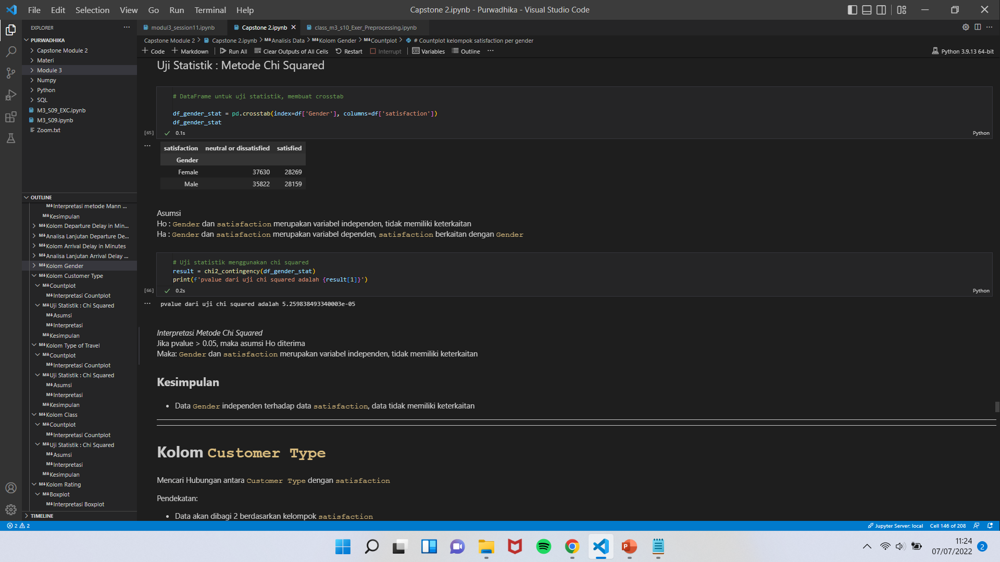 File Edit Selection View Go Run Terminal Help
Capstone 2.ipynb - Purwadhika - Visual Studio Code
EXPLORER
PURWADHIKA
Capstone Module 2
Materi
Module 3
Numpy
Python
SQL
M3_S09_EXC.ipynb
M3_S09.ipynb
Zoom.txt
OUTLINE
M↓Interpretasi metode Mann ...
M↓Kesimpulan
M↓Kolom Departure Delay in Min...
M↓Analisa Lanjutan Departure De...
M↓Kolom Arrival Delay in Minutes
M↓Analisa Lanjutan Arrival Delay ...
M↓Kolom Gender
M↓Kolom Customer Type
M↓Countplot
M↓Interpretasi Countplot
M↓Uji Statistik : Chi Squared
M↓Asumsi
M↓Interpretasi
M↓Kesimpulan
M↓Kolom Type of Travel
M↓Countplot
M↓Interpretasi Countplot
M↓Uji Statistik : Chi Squared
M↓Asumsi
M↓Interpretasi
M↓Kesimpulan
M↓Kolom Class
M↓Countplot
M↓Interpretasi Countplot
M↓Uji Statistik : Chi Squared
M↓Asumsi
M↓Interpretasi
M↓Kesimpulan
M↓Kolom Rating
M↓Boxplot
M↓Interpretasi Boxplot
TIMELINE
modul3_session11.ipynb Capstone 2.ipynb class_m3_s10_Exer_Preprocessing.ipynb
Capstone Module 2 > Capstone 2.ipynb > M↓Analisis Data > M↓Kolom Gender > M↓Countplot > # Countplot kelompok satisfaction per gender
+ Code + Markdown Run All Clear Outputs of All Cells Restart Interrupt Variables Outline ...
Python 3.9.13 64-bit
Uji Statistik : Metode Chi Squared
# DataFrame untuk uji statistik, membuat crosstab
df_gender_stat = pd.crosstab(index=df['Gender'], columns=df['satisfaction'])
df_gender_stat
[65] 0.1s Python
satisfaction neutral or dissatisfied satisfied
Gender
Female 37630 28269
Male 35822 28159
Asumsi
Ho : Gender dan satisfaction merupakan variabel independen, tidak memiliki keterkaitan
Ha : Gender dan satisfaction merupakan variabel dependen, satisfaction berkaitan dengan Gender
# Uji statistik menggunakan chi squared
result = chi2_contingency(df_gender_stat)
print(f'pvalue dari uji chi squared adalah {result[1]}')
[66] 0.2s Python
pvalue dari uji chi squared adalah 5.259838493340003e-05
Interpretasi Metode Chi Squared
Jika pvalue > 0.05, maka asumsi Ho diterima
Maka: Gender dan satisfaction merupakan variabel independen, tidak memiliki keterkaitan
Kesimpulan
• Data Gender independen terhadap data satisfaction, data tidak memiliki keterkaitan
Kolom Customer Type
Mencari Hubungan antara Customer Type dengan satisfaction
Pendekatan:
• Data akan dibagi 2 berdasarkan kelompok satisfaction
2 2
Jupyter Server: local Cell 146 of 208
11:24
07/07/2022
2